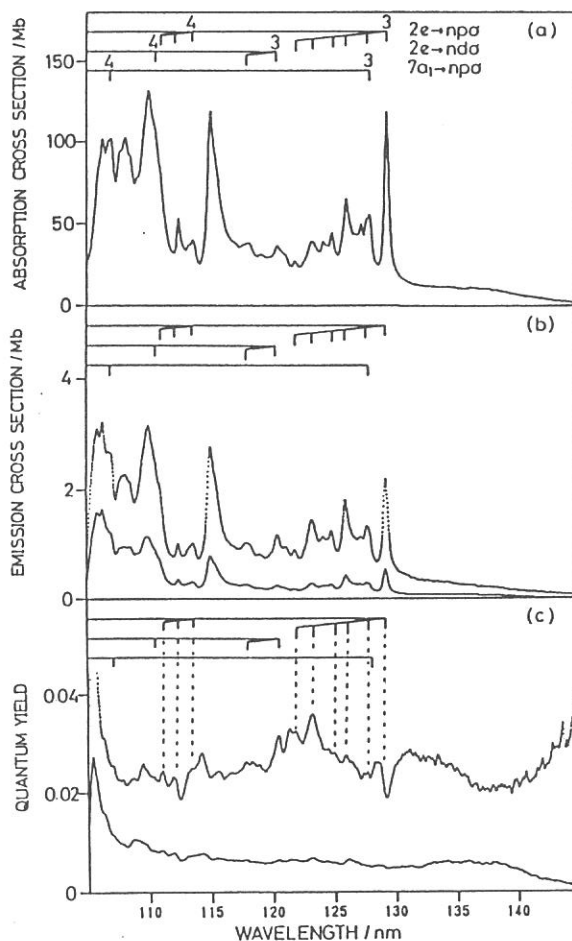 4 3 2e→npσ (a)
4 3 2e→ndσ
4 3 7a₁→npσ
ABSORPTION CROSS SECTION / Mb
150
100
50
0
(b)
EMISSION CROSS SECTION / Mb
4
2
0
(c)
QUANTUM YIELD
0.04
0.02
0
110 115 120 125 130 135 140
WAVELENGTH / nm